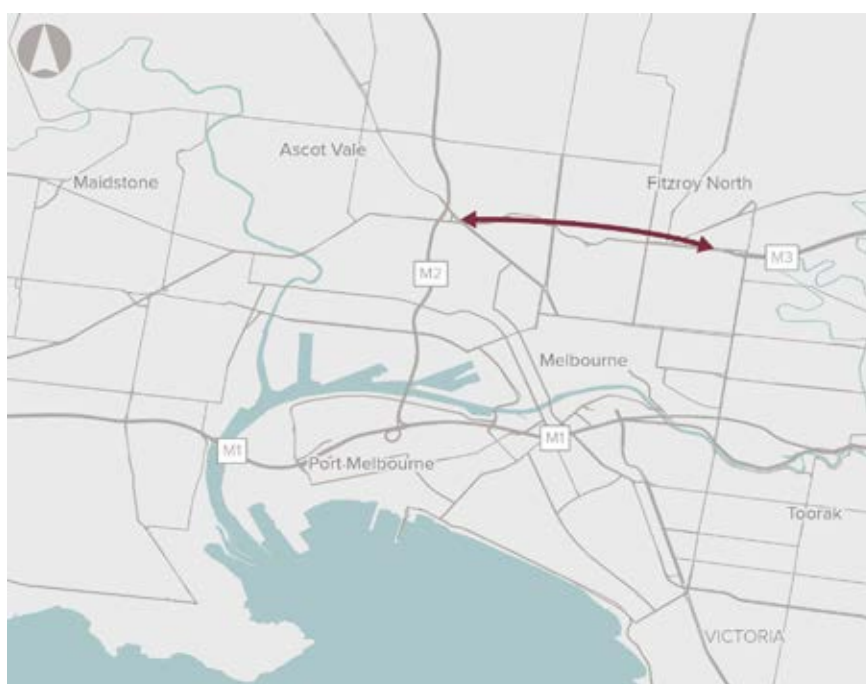 Ascot Vale
Maidstone
Fitzroy North
M2
M3
Melbourne
M1
M1
Port Melbourne
Toorak
VICTORIA